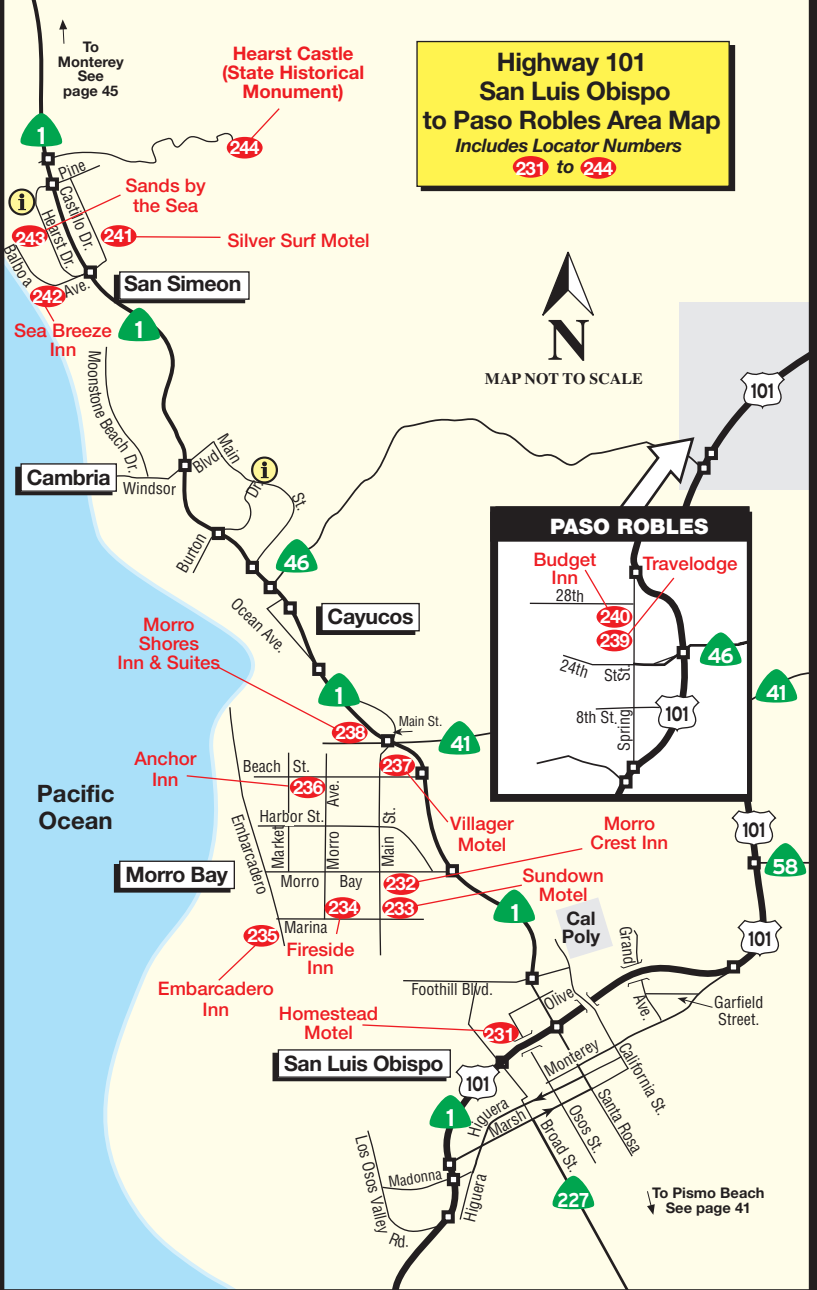 To
Monterey
See
page 45
Hearst Castle
(State Historical
Monument)
Highway 101
San Luis Obispo
to Paso Robles Area Map
Includes Locator Numbers
231 to 244
1
244
Pine
i
Sands by
the Sea
Castillo Dr.
Hearst Dr.
243
241
Silver Surf Motel
Balboa Ave.
242
San Simeon
Sea Breeze
Inn
1
N
MAP NOT TO SCALE
101
Moonstone Beach Dr.
Cambria
Windsor Blvd.
Main St.
i
Dr.
Burton
46
Ocean Ave.
Cayucos
PASO ROBLES
Budget
Inn
Travelodge
28th
240
239
46
24th St.
St.
Spring
8th St.
101
41
Morro
Shores
Inn & Suites
1
238
Main St.
41
Anchor
Inn
Beach St.
237
236
Ave.
Pacific
Ocean
Harbor St.
St.
Embarcadero
Market
Morro
Main
Villager
Motel
Morro
Crest Inn
101
58
Morro Bay
Morro Bay
232
Sundown
Motel
234
233
1
Cal
Poly
235
Marina
Fireside
Inn
101
Grand
Embarcadero
Inn
Foothill Blvd.
Olive
Ave.
Garfield
Street.
Homestead
Motel
231
Monterey
California St.
San Luis Obispo
101
1
Higuera
Marsh
Santa Rosa
Osos St.
Broad St.
Los Osos Valley
Rd.
Madonna
Higuera
227
To Pismo Beach
See page 41